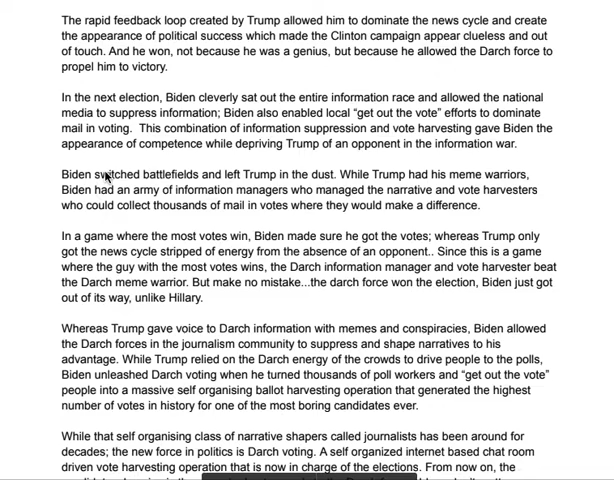 The rapid feedback loop created by Trump allowed him to dominate the news cycle and create
the appearance of political success which made the Clinton campaign appear clueless and out
of touch. And he won, not because he was a genius, but because he allowed the Darch force to
propel him to victory.
In the next election, Biden cleverly sat out the entire information race and allowed the national
media to suppress information; Biden also enabled local “get out the vote” efforts to dominate
mail in voting.  This combination of information suppression and vote harvesting gave Biden the
appearance of competence while depriving Trump of an opponent in the information war.
Biden switched battlefields and left Trump in the dust. While Trump had his meme warriors,
Biden had an army of information managers who managed the narrative and vote harvesters
who could collect thousands of mail in votes where they would make a difference.
In a game where the most votes win, Biden made sure he got the votes; whereas Trump only
got the news cycle stripped of energy from the absence of an opponent.. Since this is a game
where the guy with the most votes wins, the Darch information manager and vote harvester beat
the Darch meme warrior. But make no mistake...the darch force won the election, Biden just got
out of its way, unlike Hillary.
Whereas Trump gave voice to Darch information with memes and conspiracies, Biden allowed
the Darch forces in the journalism community to suppress and shape narratives to his
advantage. While Trump relied on the Darch energy of the crowds to drive people to the polls,
Biden unleashed Darch voting when he turned thousands of poll workers and “get out the vote”
people into a massive self organising ballot harvesting operation that generated the highest
number of votes in history for one of the most boring candidates ever.
While that self organising class of narrative shapers called journalists has been around for
decades; the new force in politics is Darch voting. A self organized internet based chat room
driven vote harvesting operation that is now in charge of the elections. From now on, the